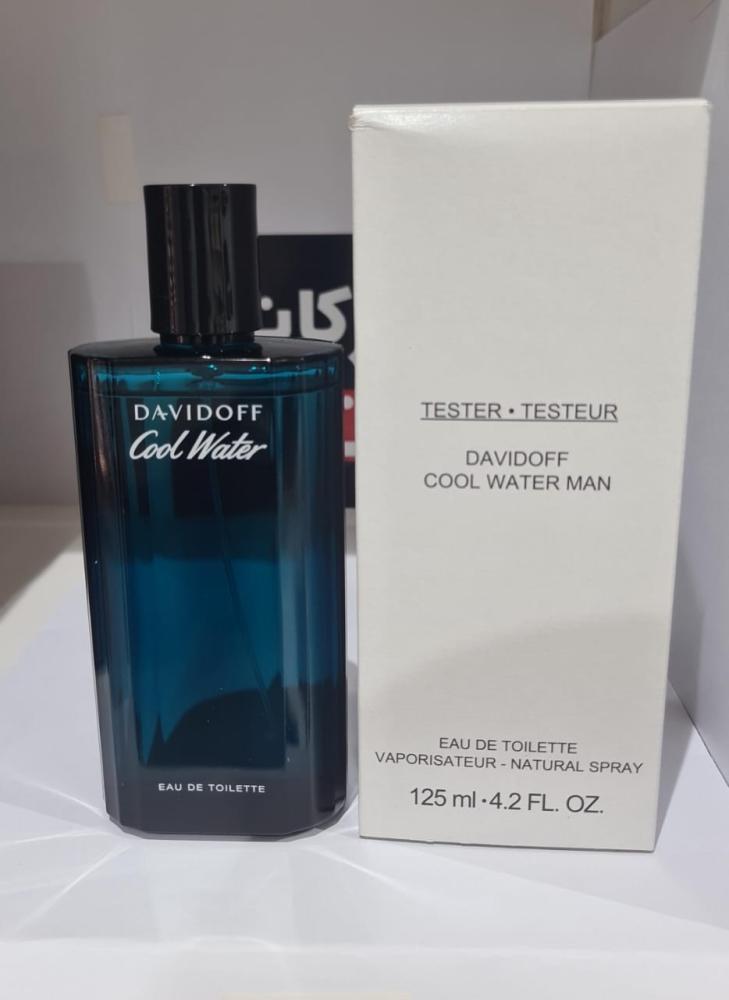 DAVIDOFF
Cool Water
EAU DE TOILETTE
TESTER • TESTEUR
DAVIDOFF
COOL WATER MAN
EAU DE TOILETTE
VAPORISATEUR - NATURAL SPRAY
125 ml • 4.2 FL. OZ.